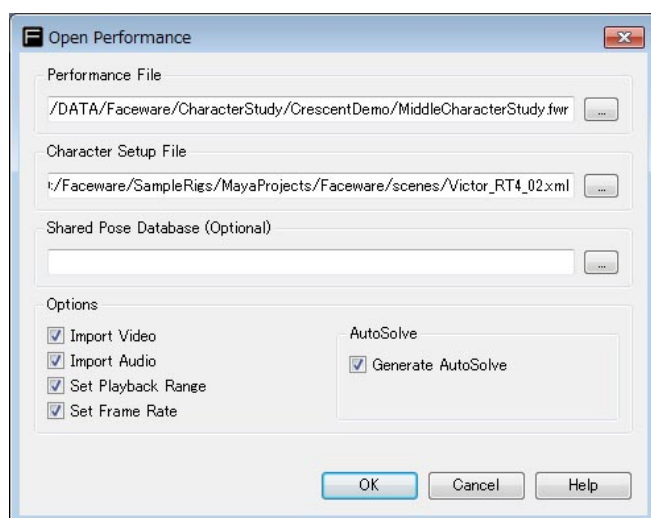 Open Performance
Performance File
/DATA/Faceware/CharacterStudy/CrescentDemo/MiddleCharacterStudy.fwr
...
Character Setup File
:/Faceware/SampleRigs/MayaProjects/Faceware/scenes/Victor_RT4_02.xml
...
Shared Pose Database (Optional)
...
Options
Import Video
Import Audio
Set Playback Range
Set Frame Rate
AutoSolve
Generate AutoSolve
OK Cancel Help